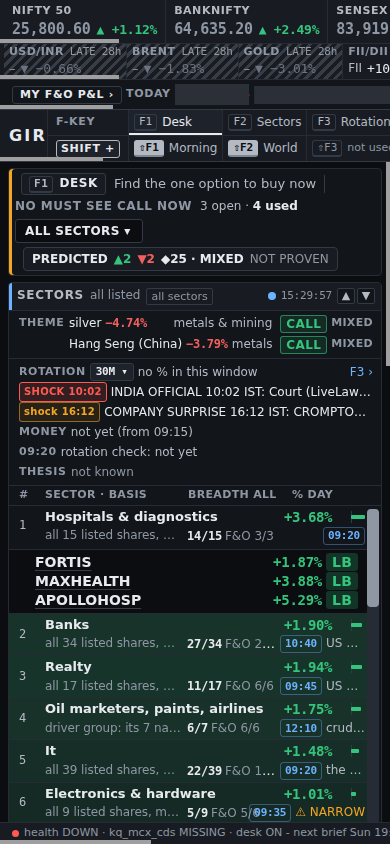 NIFTY 50 BANKNIFTY SENSEX
25,800.60 ▲ +1.12% 64,635.20 ▲ +2.49% 83,919
USD/INR LATE 28h BRENT LATE 28h GOLD LATE 28h FII/DII
— ▼ −0.66% — ▼ −1.83% — ▼ −3.01% FII +10
MY F&O P&L › TODAY
GIR F-KEY F1 Desk F2 Sectors F3 Rotation
SHIFT + ⇧F1 Morning ⇧F2 World ⇧F3 not used
F1 DESK Find the one option to buy now
NO MUST SEE CALL NOW 3 open · 4 used
ALL SECTORS ▾
PREDICTED ▲2 ▼2 ◆25 · MIXED NOT PROVEN
SECTORS all listed all sectors 15:29:57 ▲ ▼
THEME silver −4.74% metals & mining CALL MIXED
Hang Seng (China) −3.79% metals CALL MIXED
ROTATION 30M ▾ no % in this window F3 ›
SHOCK 10:02 INDIA OFFICIAL 10:02 IST: Court (LiveLaw…
shock 16:12 COMPANY SURPRISE 16:12 IST: CROMPTO…
MONEY not yet (from 09:15)
09:20 rotation check: not yet
THESIS not known
# SECTOR · BASIS BREADTH ALL % DAY
1 Hospitals & diagnostics +3.68%
all 15 listed shares, … 14/15 F&O 3/3 09:20
FORTIS +1.87% LB
MAXHEALTH +3.88% LB
APOLLOHOSP +5.29% LB
2 Banks +1.90%
all 34 listed shares, … 27/34 F&O 2… 10:40 US …
3 Realty +1.94%
all 17 listed shares, … 11/17 F&O 6/6 09:45 US …
4 Oil marketers, paints, airlines +1.75%
driver group: its 7 na… 6/7 F&O 6/6 12:10 crud…
5 It +1.48%
all 39 listed shares, … 22/39 F&O 1… 09:20 the …
6 Electronics & hardware +1.01%
all 9 listed shares, m… 5/9 F&O 5/6 09:35 ⚠ NARROW
health DOWN · kq_mcx_cds MISSING · desk ON - next brief Sun 19: